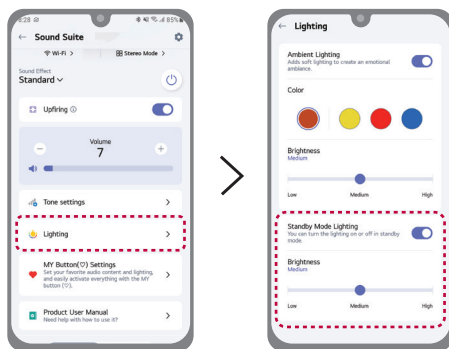 8:28
85%
← Sound Suite
Wi-Fi >
Stereo Mode >
Sound Effect
Standard
Upfiring
Volume
7
Tone settings >
Lighting >
MY Button(♡) Settings >
Set your favorite audio content and lighting,
and easily activate everything with the MY
button (♡).
Product User Manual >
Need help with how to use it?
>
← Lighting
Ambient Lighting
Adds soft lighting to create an emotional
ambiance.
Color
Brightness
Medium
Low Medium High
Standby Mode Lighting
You can turn the lighting on or off in standby
mode.
Brightness
Medium
Low Medium High